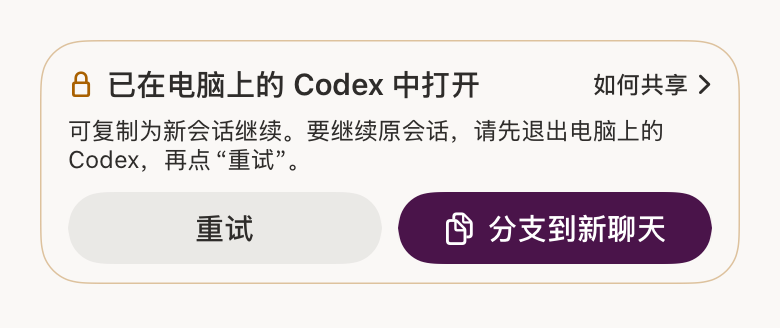 已在电脑上的 Codex 中打开
如何共享
可复制为新会话继续。要继续原会话，请先退出电脑上的
Codex，再点 “重试”。
重试
分支到新聊天